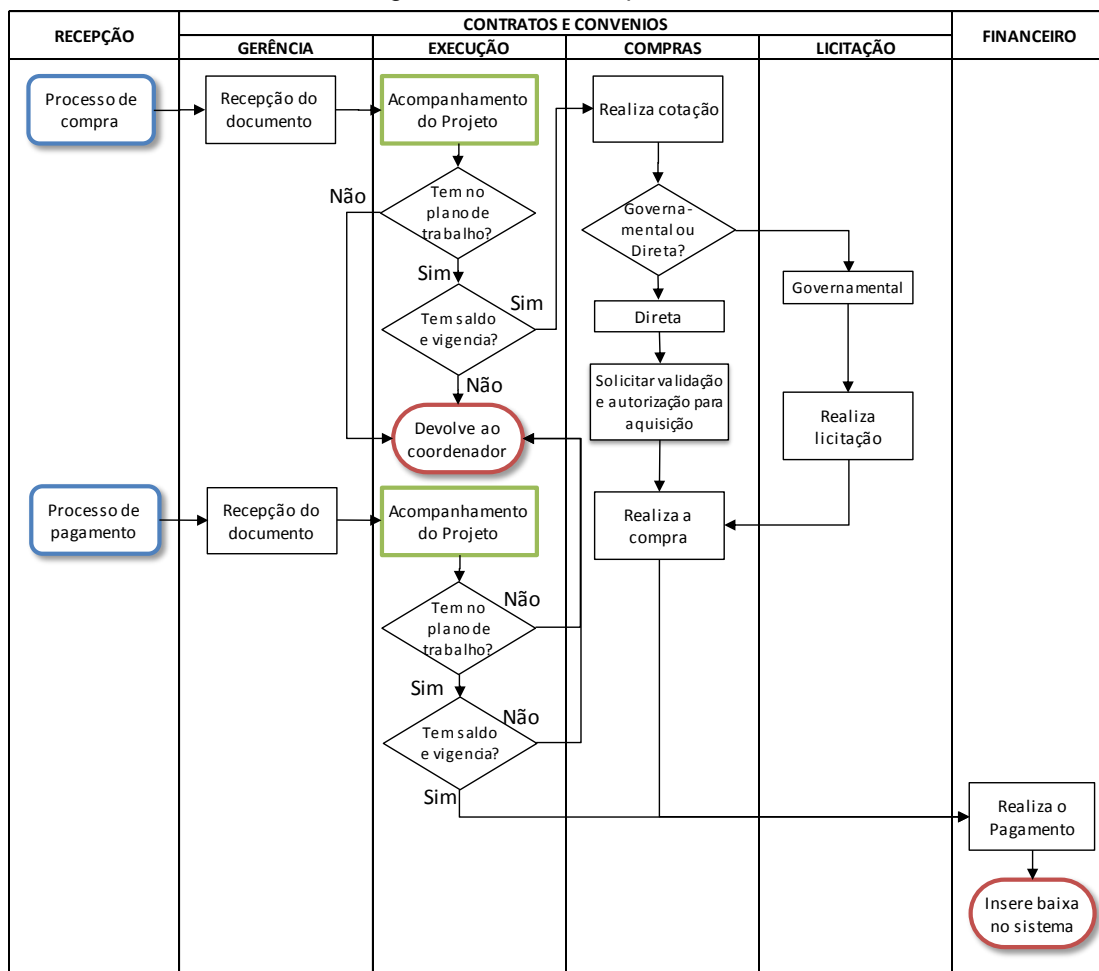 CONTRATOS E CONVENIOS
RECEPÇÃO
FINANCEIRO
GERÊNCIA
EXECUÇÃO
COMPRAS
LICITAÇÃO
Processo de
compra
Recepção do
documento
Acompanhamento
do Projeto
Realiza cotação
Não
Tem no
plano de
trabalho?
Governa-
mental ou
Direta?
Sim
Sim
Governamental
Tem saldo
e vigencia?
Direta
Não
Solicitar validação
e autorização para
aquisição
Realiza
licitação
Devolve ao
coordenador
Processo de
pagamento
Recepção do
documento
Acompanhamento
do Projeto
Realiza a
compra
Não
Tem no
plano de
trabalho?
Sim
Não
Tem saldo
e vigencia?
Sim
Realiza o
Pagamento
Insere baixa
no sistema